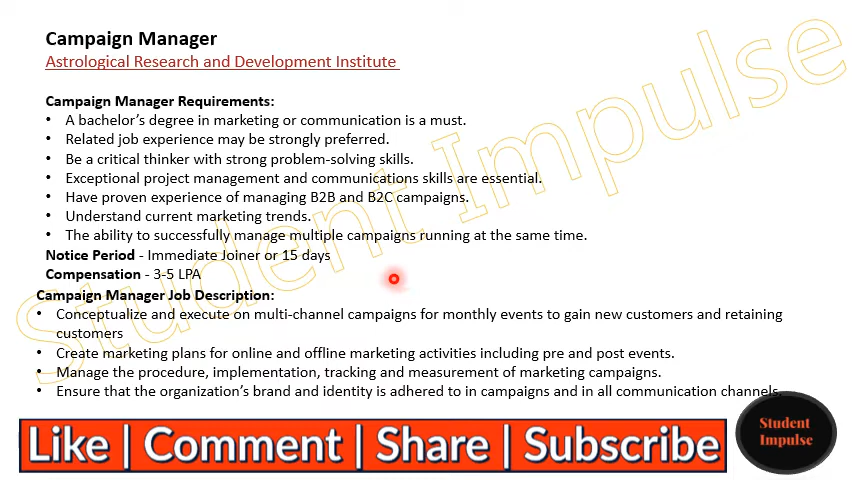 Campaign Manager
Astrological Research and Development Institute
Campaign Manager Requirements:
• A bachelor’s degree in marketing or communication is a must.
• Related job experience may be strongly preferred.
• Be a critical thinker with strong problem-solving skills.
• Exceptional project management and communications skills are essential.
• Have proven experience of managing B2B and B2C campaigns.
• Understand current marketing trends.
• The ability to successfully manage multiple campaigns running at the same time.
Notice Period - Immediate Joiner or 15 days
Compensation - 3-5 LPA
Campaign Manager Job Description:
• Conceptualize and execute on multi-channel campaigns for monthly events to gain new customers and retaining
customers
• Create marketing plans for online and offline marketing activities including pre and post events.
• Manage the procedure, implementation, tracking and measurement of marketing campaigns.
• Ensure that the organization’s brand and identity is adhered to in campaigns and in all communication channels.
Student Impulse
Like | Comment | Share | Subscribe
Student
Impulse